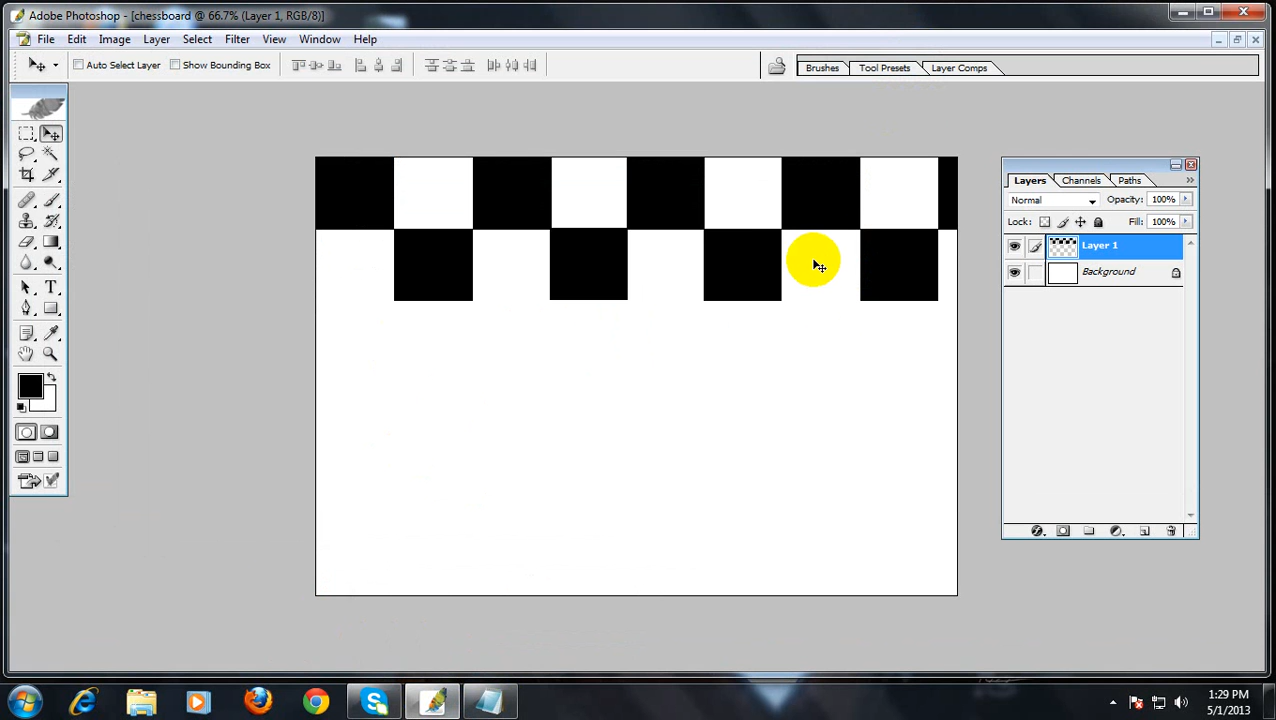 Adobe Photoshop - [chessboard @ 66.7% (Layer 1, RGB/8)]
File Edit Image Layer Select Filter View Window Help
Auto Select Layer Show Bounding Box Brushes Tool Presets Layer Comps
Layers Channels Paths
Normal Opacity: 100%
Lock: Fill: 100%
Layer 1
Background
T
1:29 PM
5/1/2013